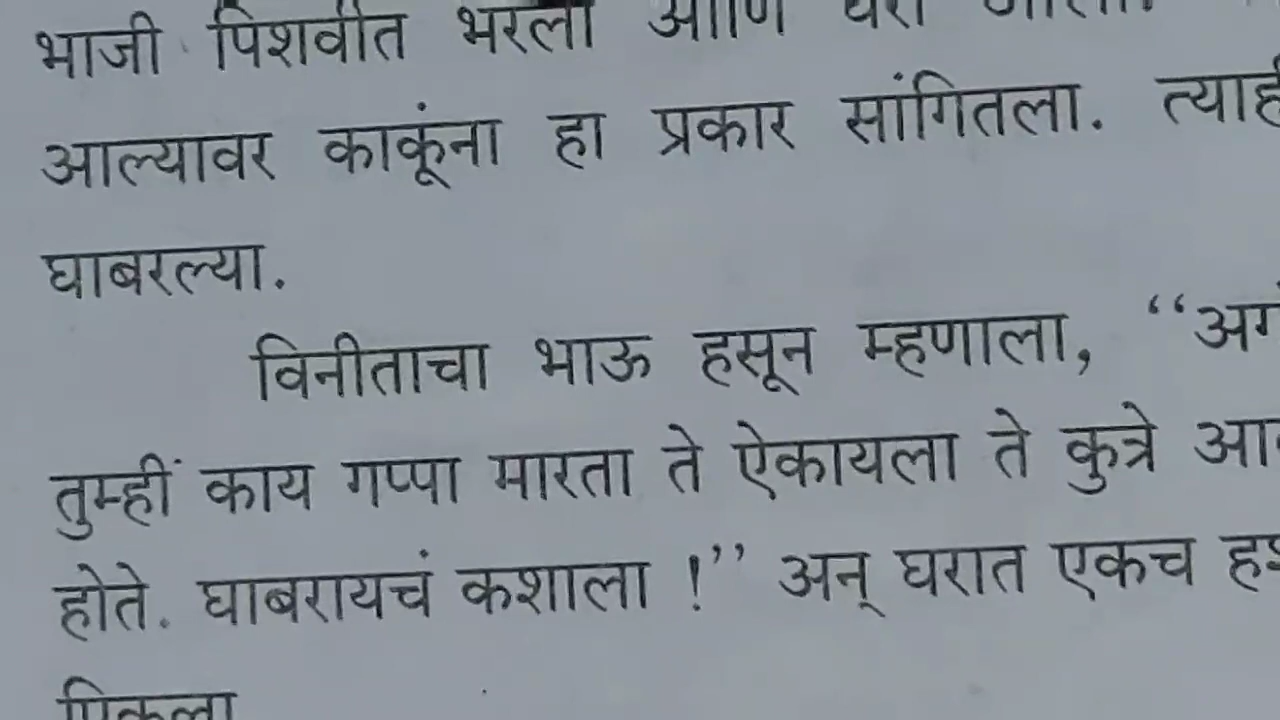 भाजी पिशवीत भरली आणि
आल्यावर काकूंना हा प्रकार सांगितला.
घाबरल्या.
विनीताचा भाऊ हसून म्हणाला,
तुम्हीं काय गप्पा मारता ते ऐकायला ते कुत्रे
होते. घाबरायचं कशाला !” अन् घरात एकच